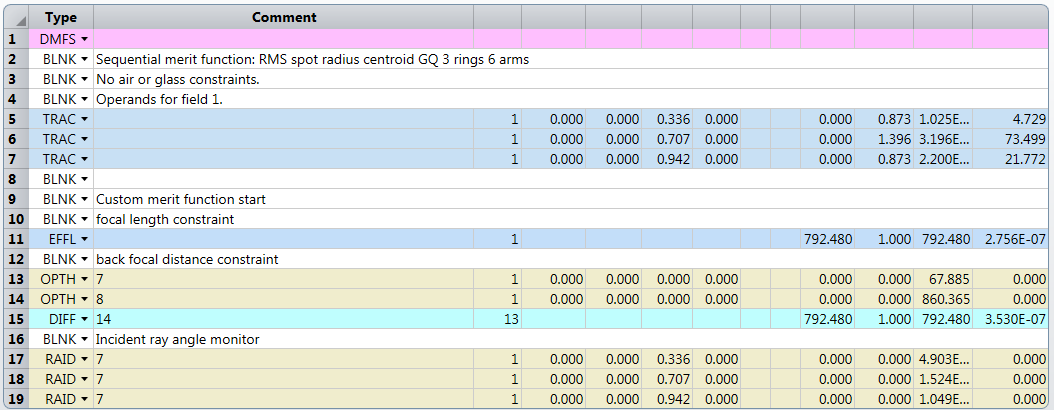 Type Comment
1 DMFS
2 BLNK Sequential merit function: RMS spot radius centroid GQ 3 rings 6 arms
3 BLNK No air or glass constraints.
4 BLNK Operands for field 1.
5 TRAC 1 0.000 0.000 0.336 0.000 0.000 0.873 1.025E... 4.729
6 TRAC 1 0.000 0.000 0.707 0.000 0.000 1.396 3.196E... 73.499
7 TRAC 1 0.000 0.000 0.942 0.000 0.000 0.873 2.200E... 21.772
8 BLNK
9 BLNK Custom merit function start
10 BLNK focal length constraint
11 EFFL 1 792.480 1.000 792.480 2.756E-07
12 BLNK back focal distance constraint
13 OPTH 7 1 0.000 0.000 0.000 0.000 0.000 0.000 67.885 0.000
14 OPTH 8 1 0.000 0.000 0.000 0.000 0.000 0.000 860.365 0.000
15 DIFF 14 13 792.480 1.000 792.480 3.530E-07
16 BLNK Incident ray angle monitor
17 RAID 7 1 0.000 0.000 0.336 0.000 0.000 0.000 4.903E... 0.000
18 RAID 7 1 0.000 0.000 0.707 0.000 0.000 0.000 1.524E... 0.000
19 RAID 7 1 0.000 0.000 0.942 0.000 0.000 0.000 1.049E... 0.000